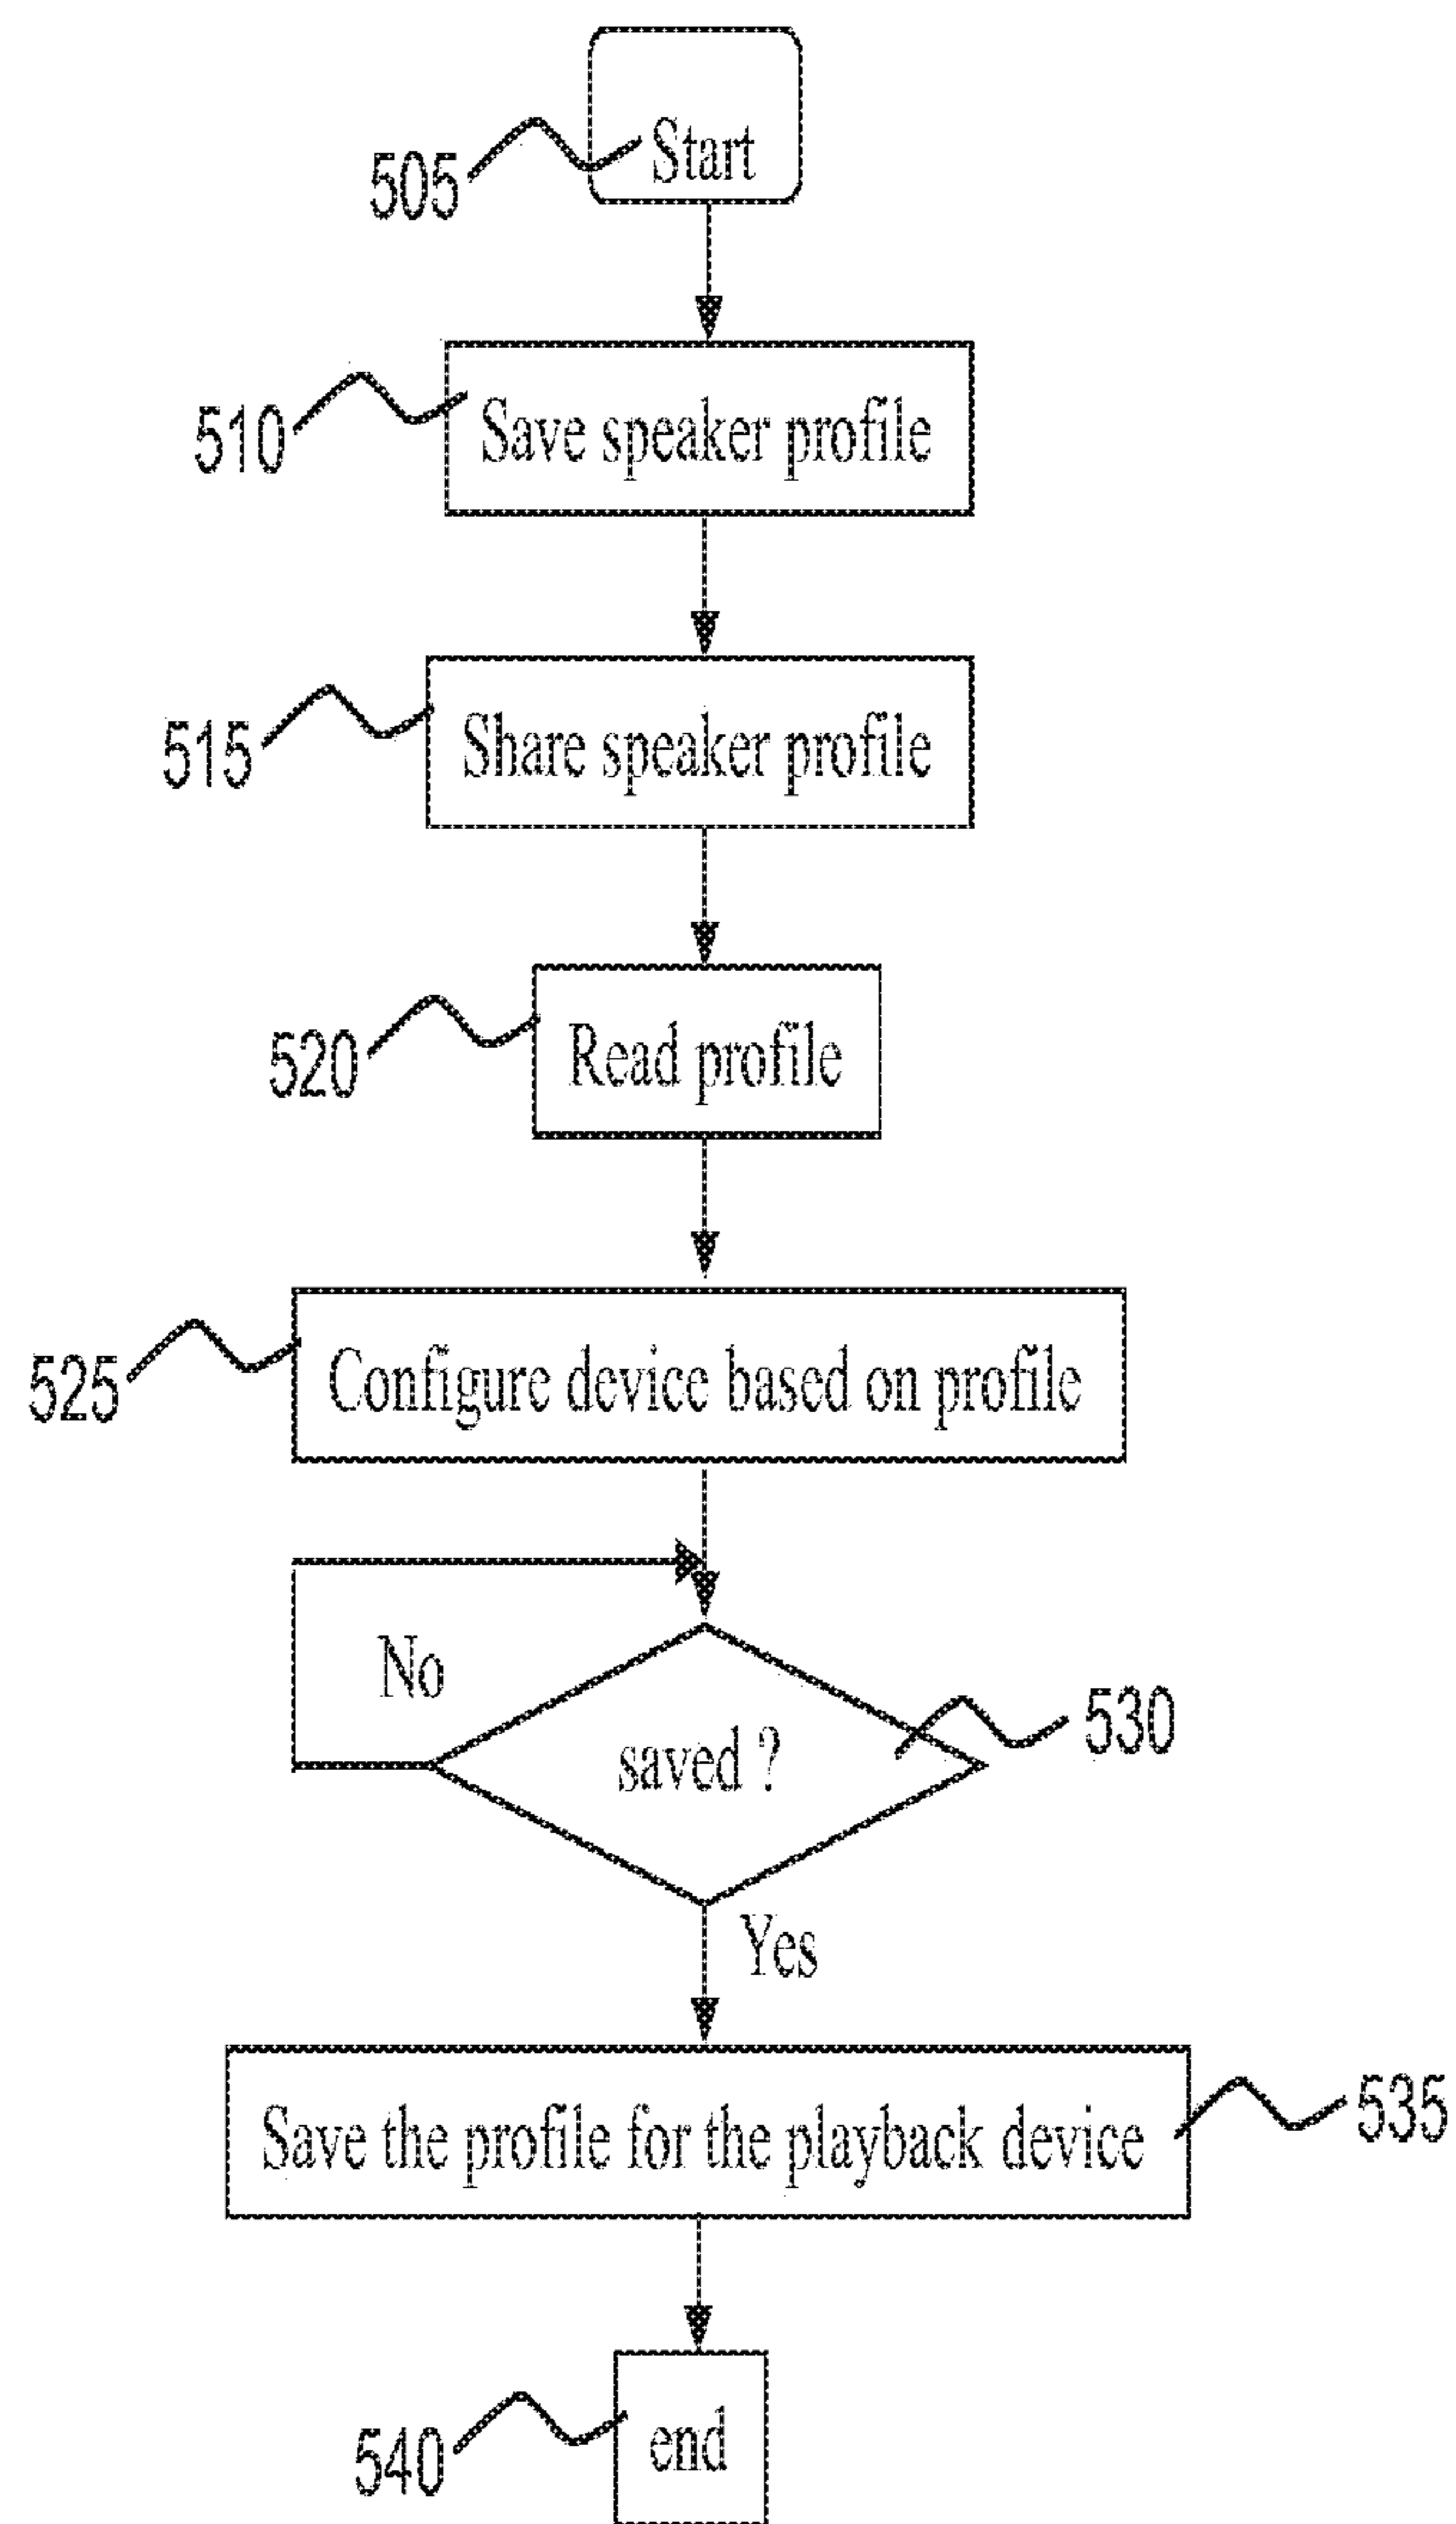 Start
505
Save speaker profile
510
Share speaker profile
515
Read profile
520
Configure device based on profile
525
No
saved ?
530
Yes
Save the profile for the playback device
535
end
540